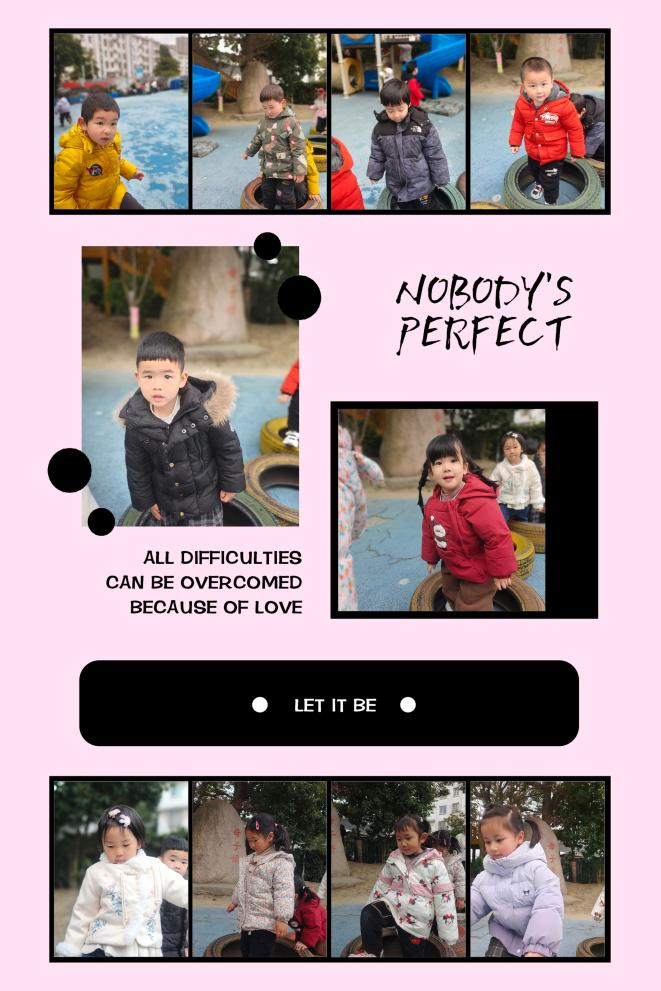 NOBODY'S
PERFECT
ALL DIFFICULTIES
CAN BE OVERCOMED
BECAUSE OF LOVE
LET IT BE